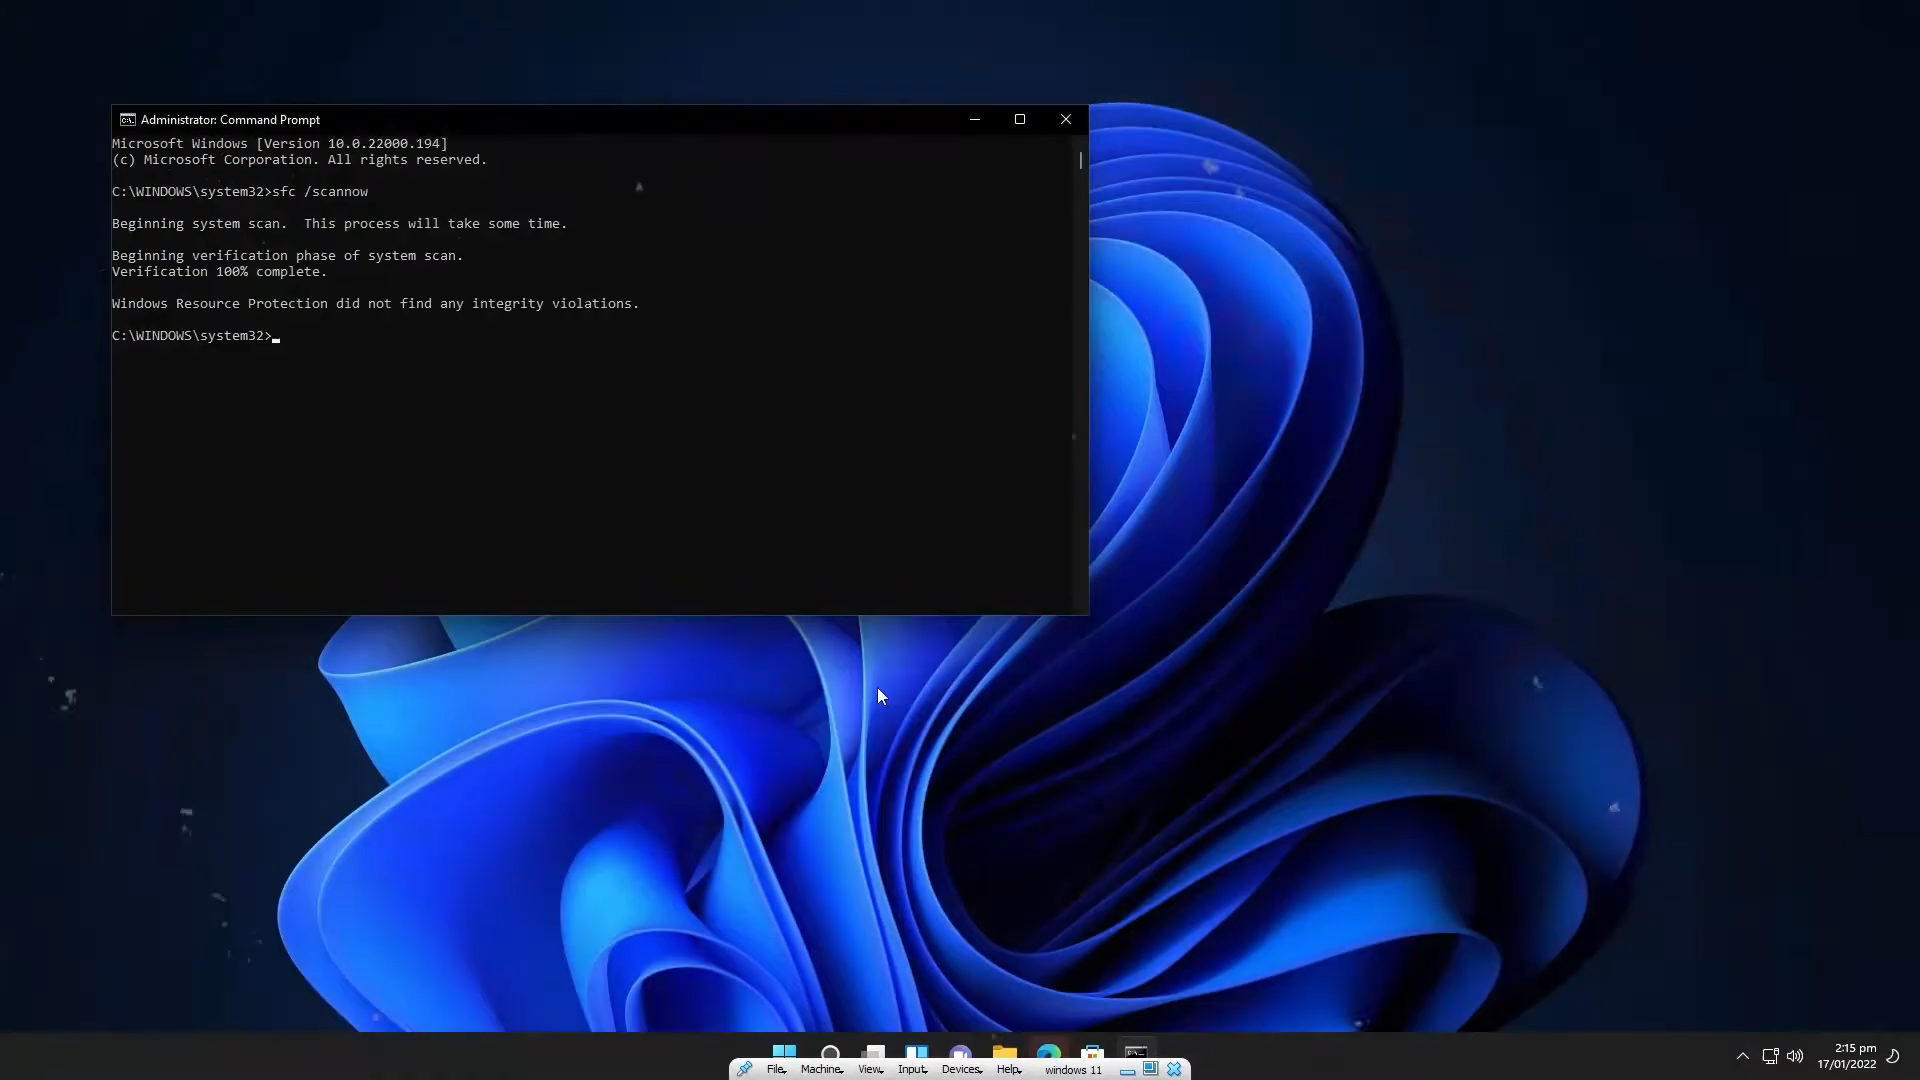 Administrator: Command Prompt
Microsoft Windows [Version 10.0.22000.194]
(c) Microsoft Corporation. All rights reserved.
C:\WINDOWS\system32>sfc /scannow
Beginning system scan.  This process will take some time.
Beginning verification phase of system scan.
Verification 100% complete.
Windows Resource Protection did not find any integrity violations.
C:\WINDOWS\system32>
2:15 pm
17/01/2022
File Machine View Input Devices Help windows 11